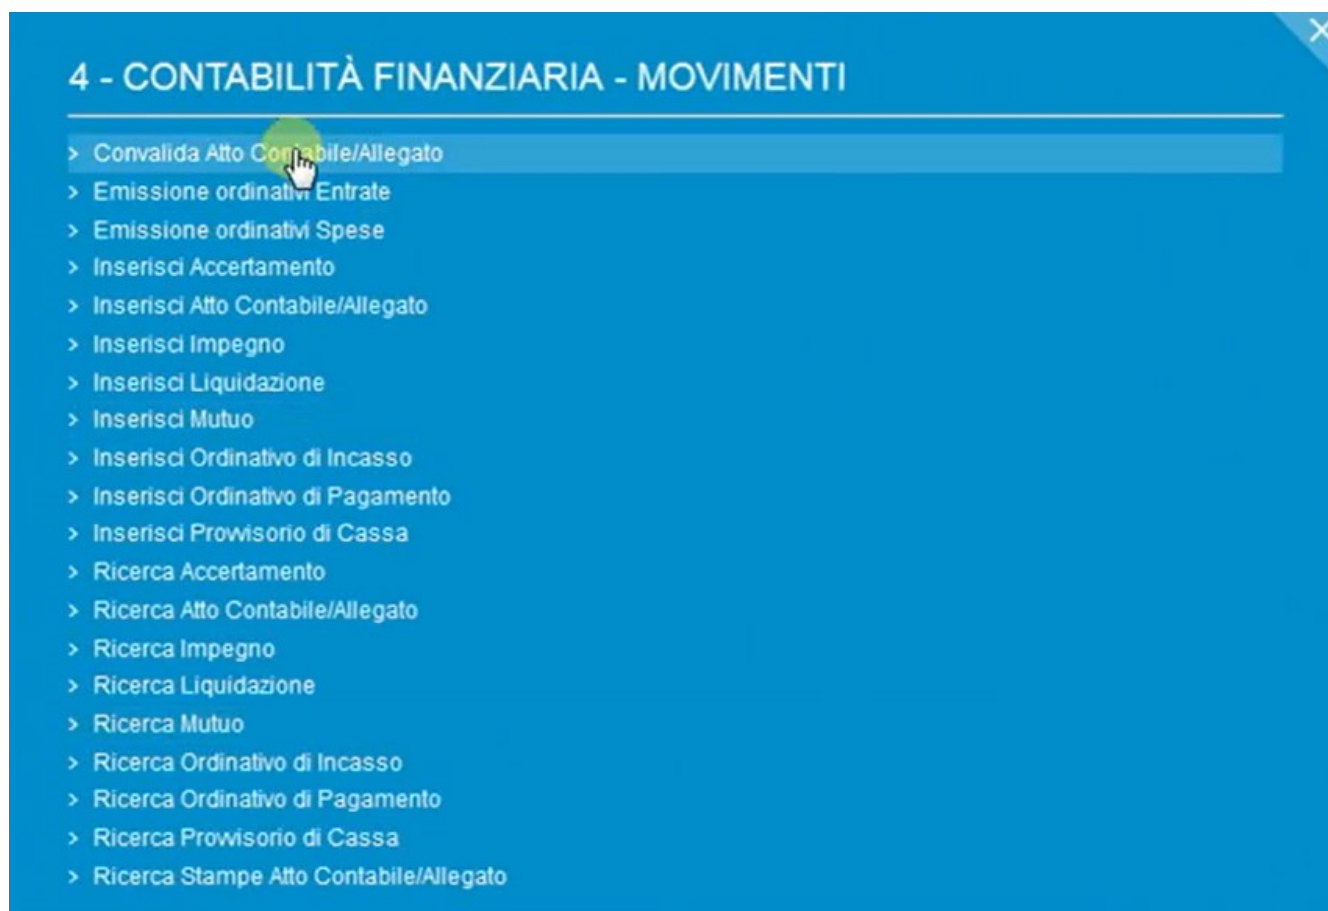 4 - CONTABILITÀ FINANZIARIA - MOVIMENTI
> Convalida Atto Contabile/Allegato
> Emissione ordinativi Entrate
> Emissione ordinativi Spese
> Inserisci Accertamento
> Inserisci Atto Contabile/Allegato
> Inserisci Impegno
> Inserisci Liquidazione
> Inserisci Mutuo
> Inserisci Ordinativo di Incasso
> Inserisci Ordinativo di Pagamento
> Inserisci Provvisorio di Cassa
> Ricerca Accertamento
> Ricerca Atto Contabile/Allegato
> Ricerca Impegno
> Ricerca Liquidazione
> Ricerca Mutuo
> Ricerca Ordinativo di Incasso
> Ricerca Ordinativo di Pagamento
> Ricerca Provvisorio di Cassa
> Ricerca Stampe Atto Contabile/Allegato